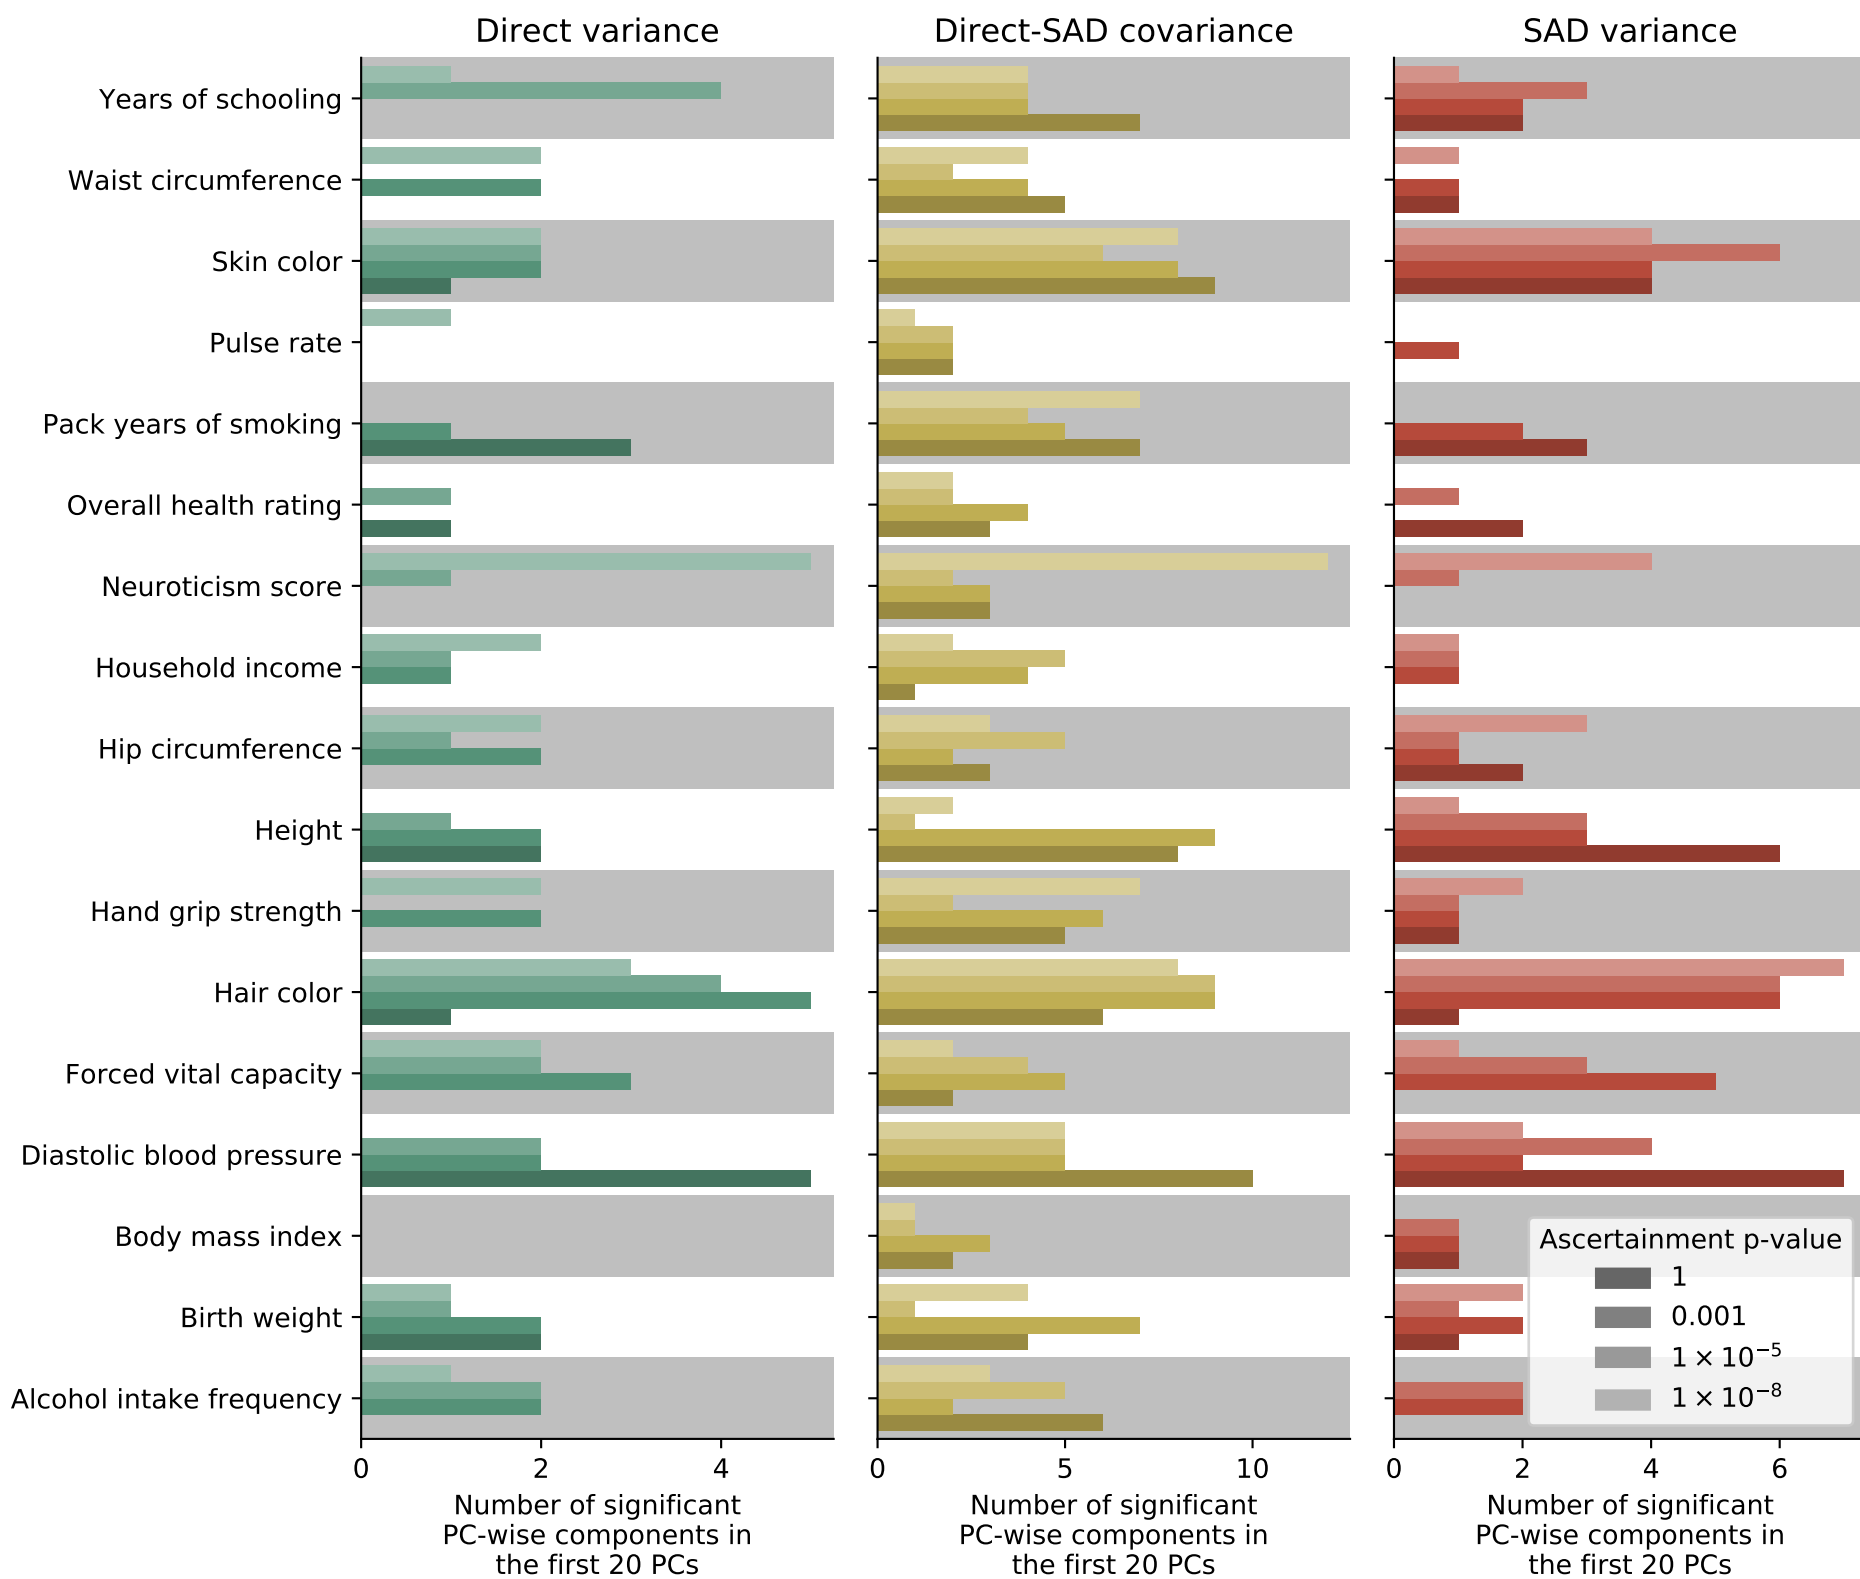 Direct variance
Direct-SAD covariance
SAD variance
Years of schooling
Waist circumference
Skin color
Pulse rate
Pack years of smoking
Overall health rating
Neuroticism score
Household income
Hip circumference
Height
Hand grip strength
Hair color
Forced vital capacity
Diastolic blood pressure
Body mass index
Birth weight
Alcohol intake frequency
Ascertainment p-value
1
0.001
1 × 10⁻⁵
1 × 10⁻⁸
0 2 4
0 5 10
0 2 4 6
Number of significant
PC-wise components in
the first 20 PCs
Number of significant
PC-wise components in
the first 20 PCs
Number of significant
PC-wise components in
the first 20 PCs